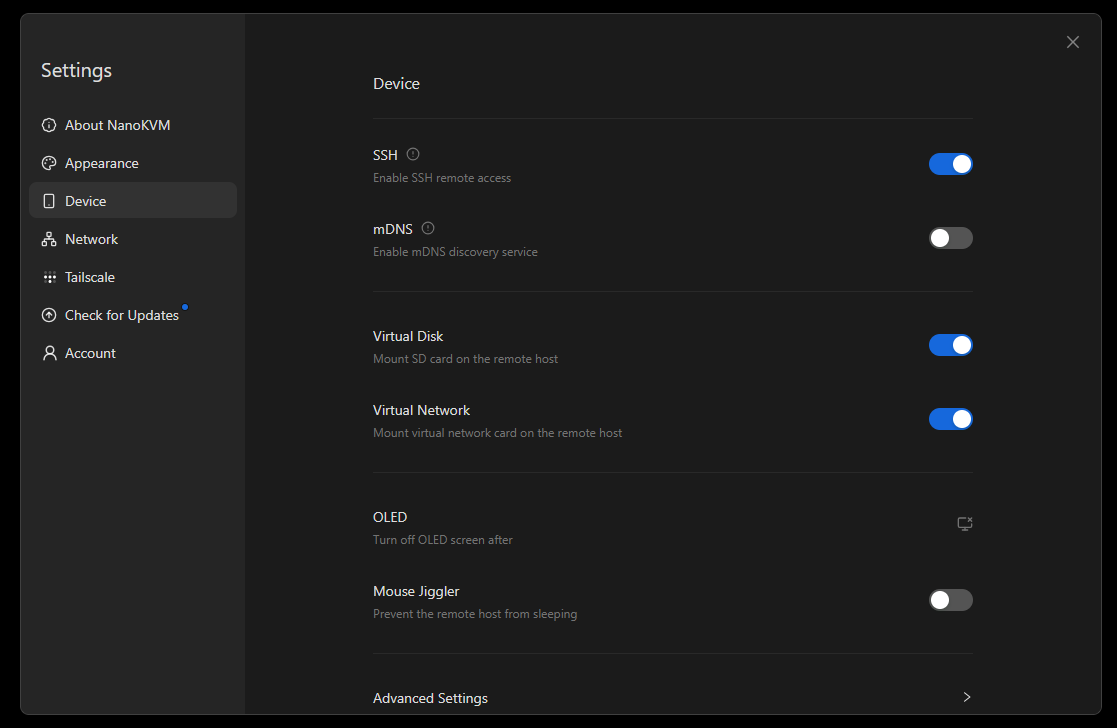 Settings
About NanoKVM
Appearance
Device
Network
Tailscale
Check for Updates
Account
Device
SSH
Enable SSH remote access
mDNS
Enable mDNS discovery service
Virtual Disk
Mount SD card on the remote host
Virtual Network
Mount virtual network card on the remote host
OLED
Turn off OLED screen after
Mouse Jiggler
Prevent the remote host from sleeping
Advanced Settings